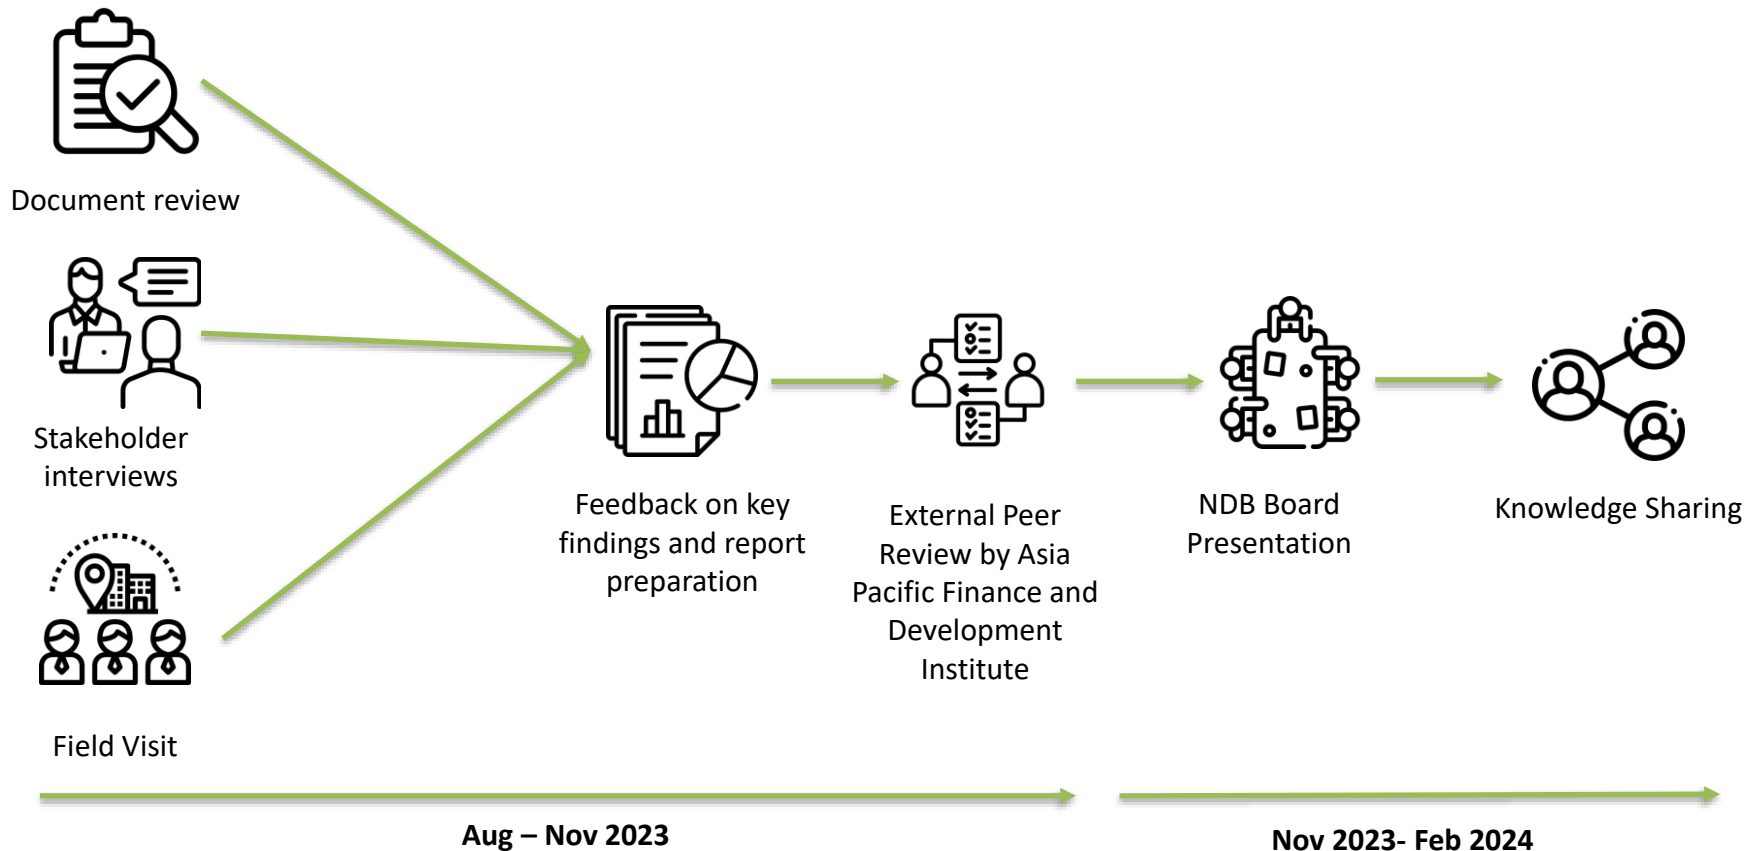 Document review
Stakeholder
interviews
Field Visit
Feedback on key
findings and report
preparation
External Peer
Review by Asia
Pacific Finance and
Development
Institute
NDB Board
Presentation
Knowledge Sharing
Aug – Nov 2023
Nov 2023- Feb 2024